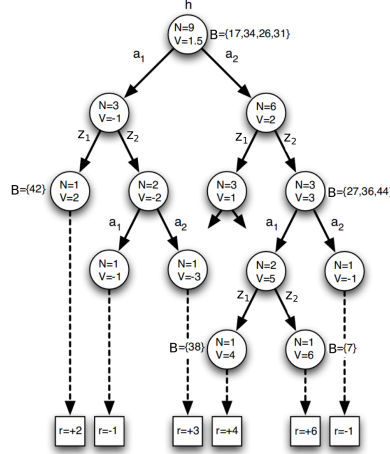 h
N=9
V=1.5
B={17,34,26,31}
a1
a2
N=3
V=-1
N=6
V=2
z1
z2
z1
z2
B={42}
N=1
V=2
N=2
V=-2
N=3
V=1
N=3
V=3
B={27,36,44}
a1
a2
a1
a2
N=1
V=-1
N=1
V=-3
N=2
V=5
N=1
V=-1
z1
z2
B={38}
N=1
V=4
N=1
V=6
B={7}
r=+2
r=-1
r=+3
r=+4
r=+6
r=-1